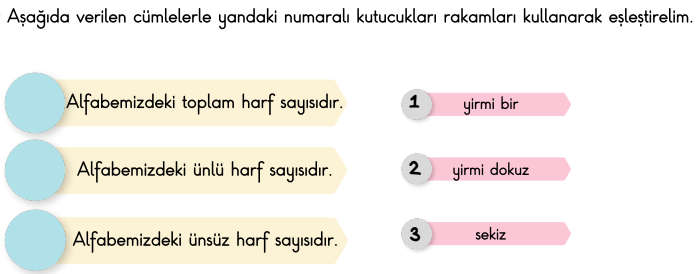 Aşağıda verilen cümlelerle yandaki numaralı kutucukları rakamları kullanarak eşleştirelim.
Alfabemizdeki toplam harf sayısıdır.
1 yirmi bir
Alfabemizdeki ünlü harf sayısıdır.
2 yirmi dokuz
Alfabemizdeki ünsüz harf sayısıdır.
3 sekiz